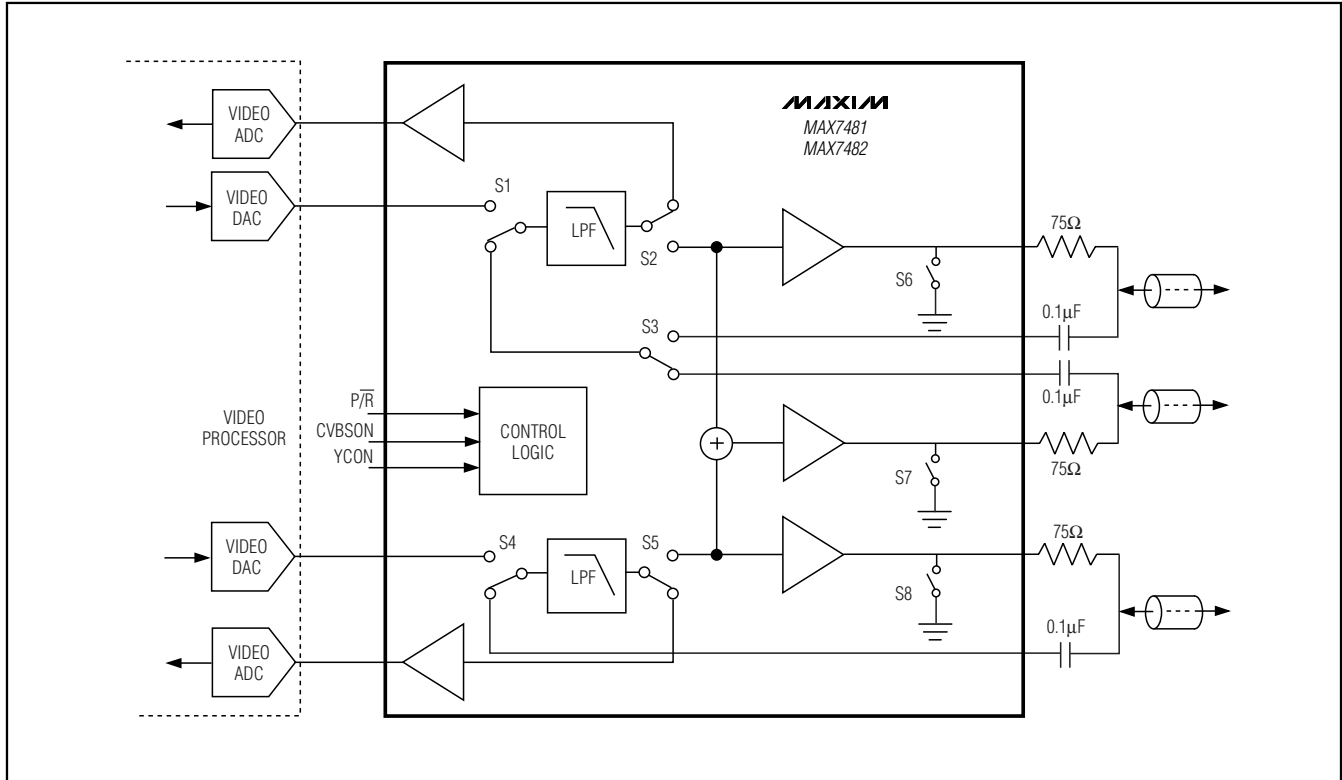 VIDEO
ADC
VIDEO
DAC
VIDEO
PROCESSOR
VIDEO
DAC
VIDEO
ADC
MAXIM
MAX7481
MAX7482
S1
LPF
S2
S3
P/R̅
CVBSON
YCON
CONTROL
LOGIC
+
S4
LPF
S5
S6
S7
S8
75Ω
0.1µF
0.1µF
75Ω
75Ω
0.1µF